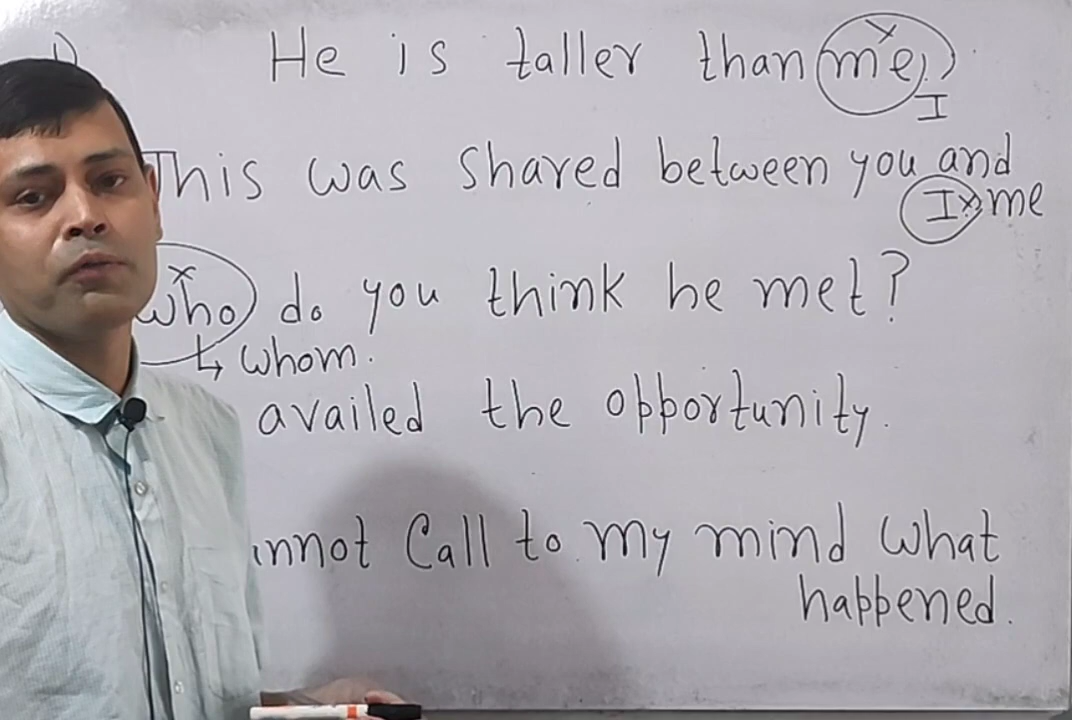 He is taller than me.
I
This was shared between you and
I me
who do you think he met?
whom.
availed the opportunity.
nnot Call to my mind what
happened.